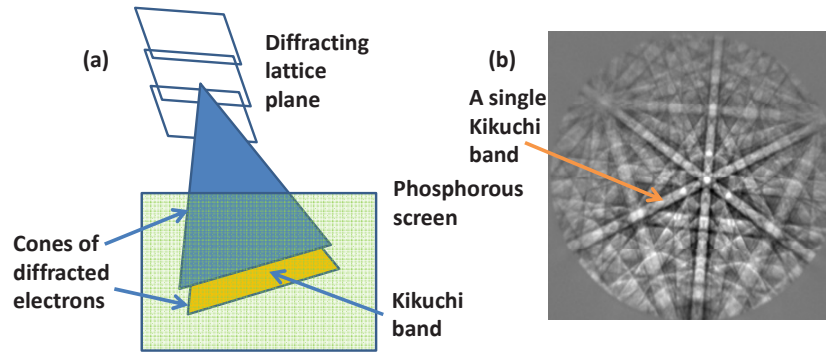 (a)
Diffracting
lattice
plane
Phosphorous
screen
Cones of
diffracted
electrons
Kikuchi
band
(b)
A single
Kikuchi
band